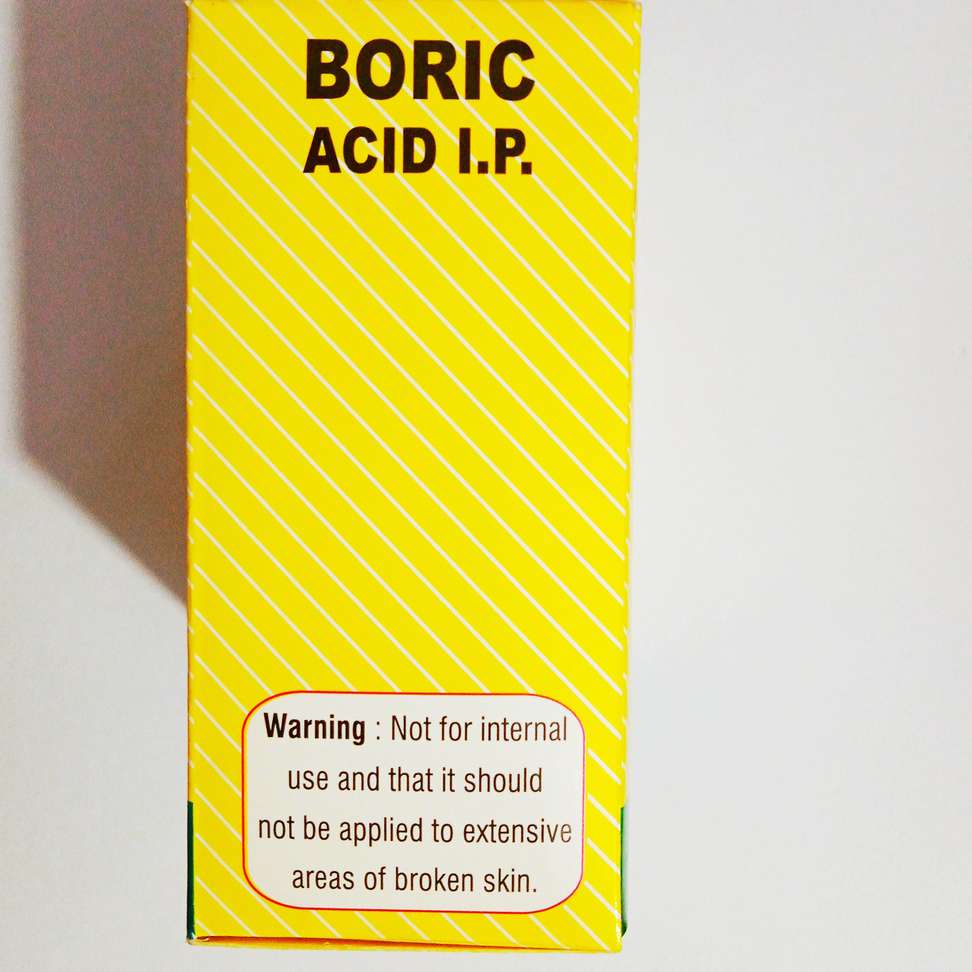 BORIC
ACID I.P.
Warning : Not for internal
use and that it should
not be applied to extensive
areas of broken skin.